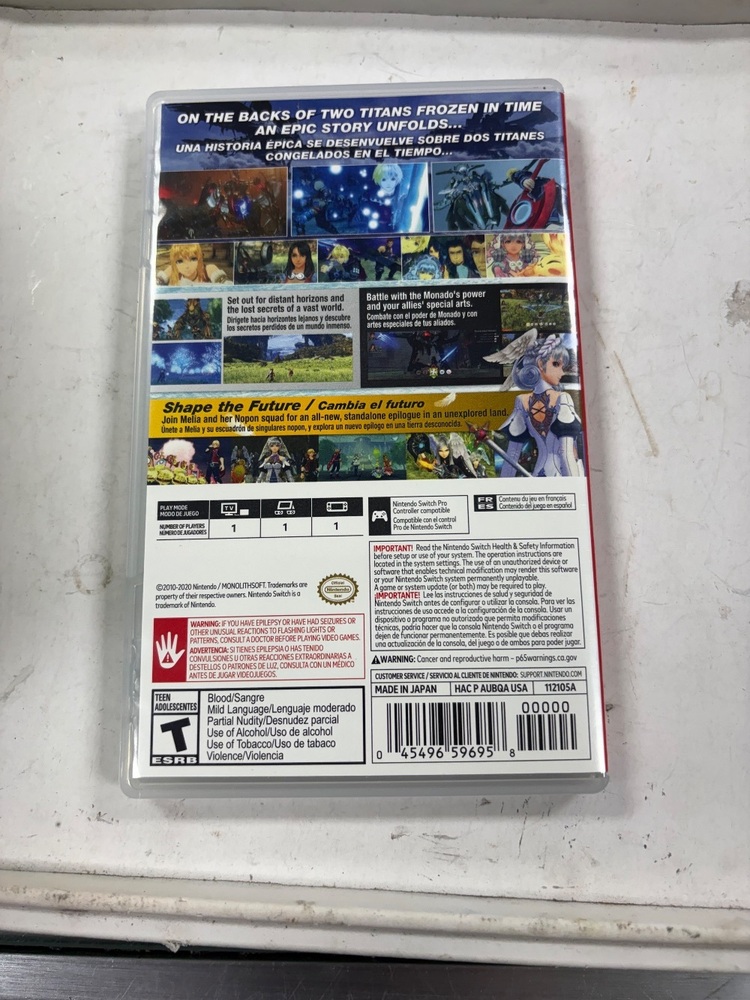 ON THE BACKS OF TWO TITANS FROZEN IN TIME
AN EPIC STORY UNFOLDS...
UNA HISTORIA ÉPICA SE DESENVUELVE SOBRE DOS TITANES
CONGELADOS EN EL TIEMPO...
Set out for distant horizons and
the lost secrets of a vast world.
Dirígete hacia horizontes lejanos y descubre
los secretos perdidos de un mundo inmenso.
Battle with the Monado's power
and your allies' special arts.
Combate con el poder de Monado y con
artes especiales de tus aliados.
Shape the Future / Cambia el futuro
Join Melia and her Nopon squad for an all-new, standalone epilogue in an unexplored land.
Únete a Melia y su escuadrón de singulares nopon, y explora un nuevo epílogo en una tierra desconocida.
PLAY MODE
MODO DE JUEGO
TV
NUMBER OF PLAYERS
NÚMERO DE JUGADORES
1
1
1
Nintendo Switch Pro
Controller compatible
Compatible con el control
Pro de Nintendo Switch
FR
ES
Contenu du jeu en français
Contenido del juego en español
IMPORTANT! Read the Nintendo Switch Health & Safety Information
before setup or use of your system. The operation instructions are
located in the system settings. The use of an unauthorized device or
software that enables technical modification may render this software
or your Nintendo Switch system permanently unplayable.
A game or system update (or both) may be required to play.
¡IMPORTANTE! Lee las instrucciones de salud y seguridad de
Nintendo Switch antes de configurar o utilizar la consola. Para ver las
instrucciones de uso accede a la configuración de la consola. Usar un
dispositivo o programa no autorizado que permita modificaciones
técnicas, podría hacer que la consola Nintendo Switch o el programa
dejen de funcionar permanentemente. Es posible que debas realizar
una actualización de la consola, del juego o de ambos para poder jugar.
©2010-2020 Nintendo / MONOLITHSOFT. Trademarks are
property of their respective owners. Nintendo Switch is a
trademark of Nintendo.
Official
Nintendo
Seal
WARNING: IF YOU HAVE EPILEPSY OR HAVE HAD SEIZURES OR
OTHER UNUSUAL REACTIONS TO FLASHING LIGHTS OR
PATTERNS, CONSULT A DOCTOR BEFORE PLAYING VIDEO GAMES.
ADVERTENCIA: SI TIENES EPILEPSIA O HAS TENIDO
CONVULSIONES U OTRAS REACCIONES EXTRAORDINARIAS A
DESTELLOS O PATRONES DE LUZ, CONSULTA CON UN MÉDICO
ANTES DE JUGAR VIDEOJUEGOS.
WARNING: Cancer and reproductive harm - p65warnings.ca.gov
CUSTOMER SERVICE / SERVICIO AL CLIENTE DE NINTENDO: SUPPORT.NINTENDO.COM
MADE IN JAPAN
HAC P AUBQA USA
112105A
TEEN
ADOLESCENTES
T
ESRB
Blood/Sangre
Mild Language/Lenguaje moderado
Partial Nudity/Desnudez parcial
Use of Alcohol/Uso de alcohol
Use of Tobacco/Uso de tabaco
Violence/Violencia
00000
0 45496 59695 8